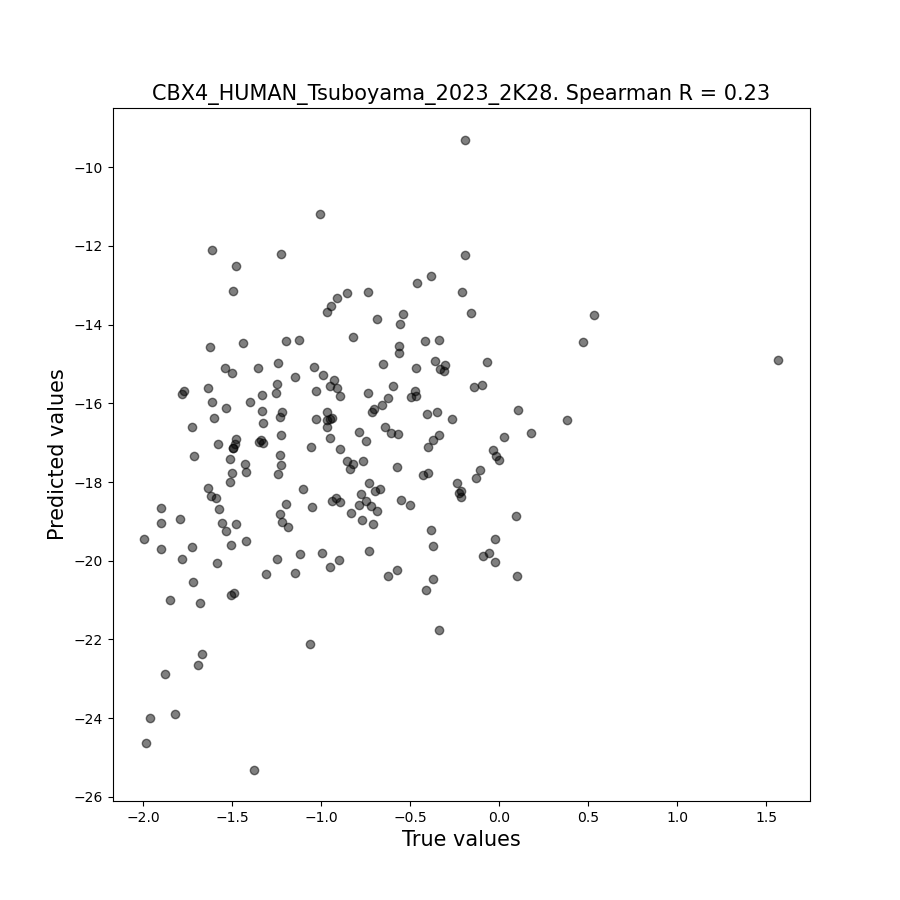 CBX4_HUMAN_Tsuboyama_2023_2K28. Spearman R = 0.23
Predicted values
−10
−12
−14
−16
−18
−20
−22
−24
−26
−2.0 −1.5 −1.0 −0.5 0.0 0.5 1.0 1.5
True values